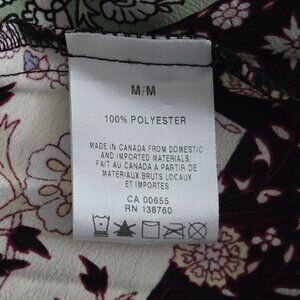 M/M
100% POLYESTER
MADE IN CANADA FROM DOMESTIC
AND IMPORTED MATERIALS
FAIT AU CANADA A PARTIR DE
MATERIAUX BRUTS LOCAUX
ET IMPORTES
CA 00655
RN 138760